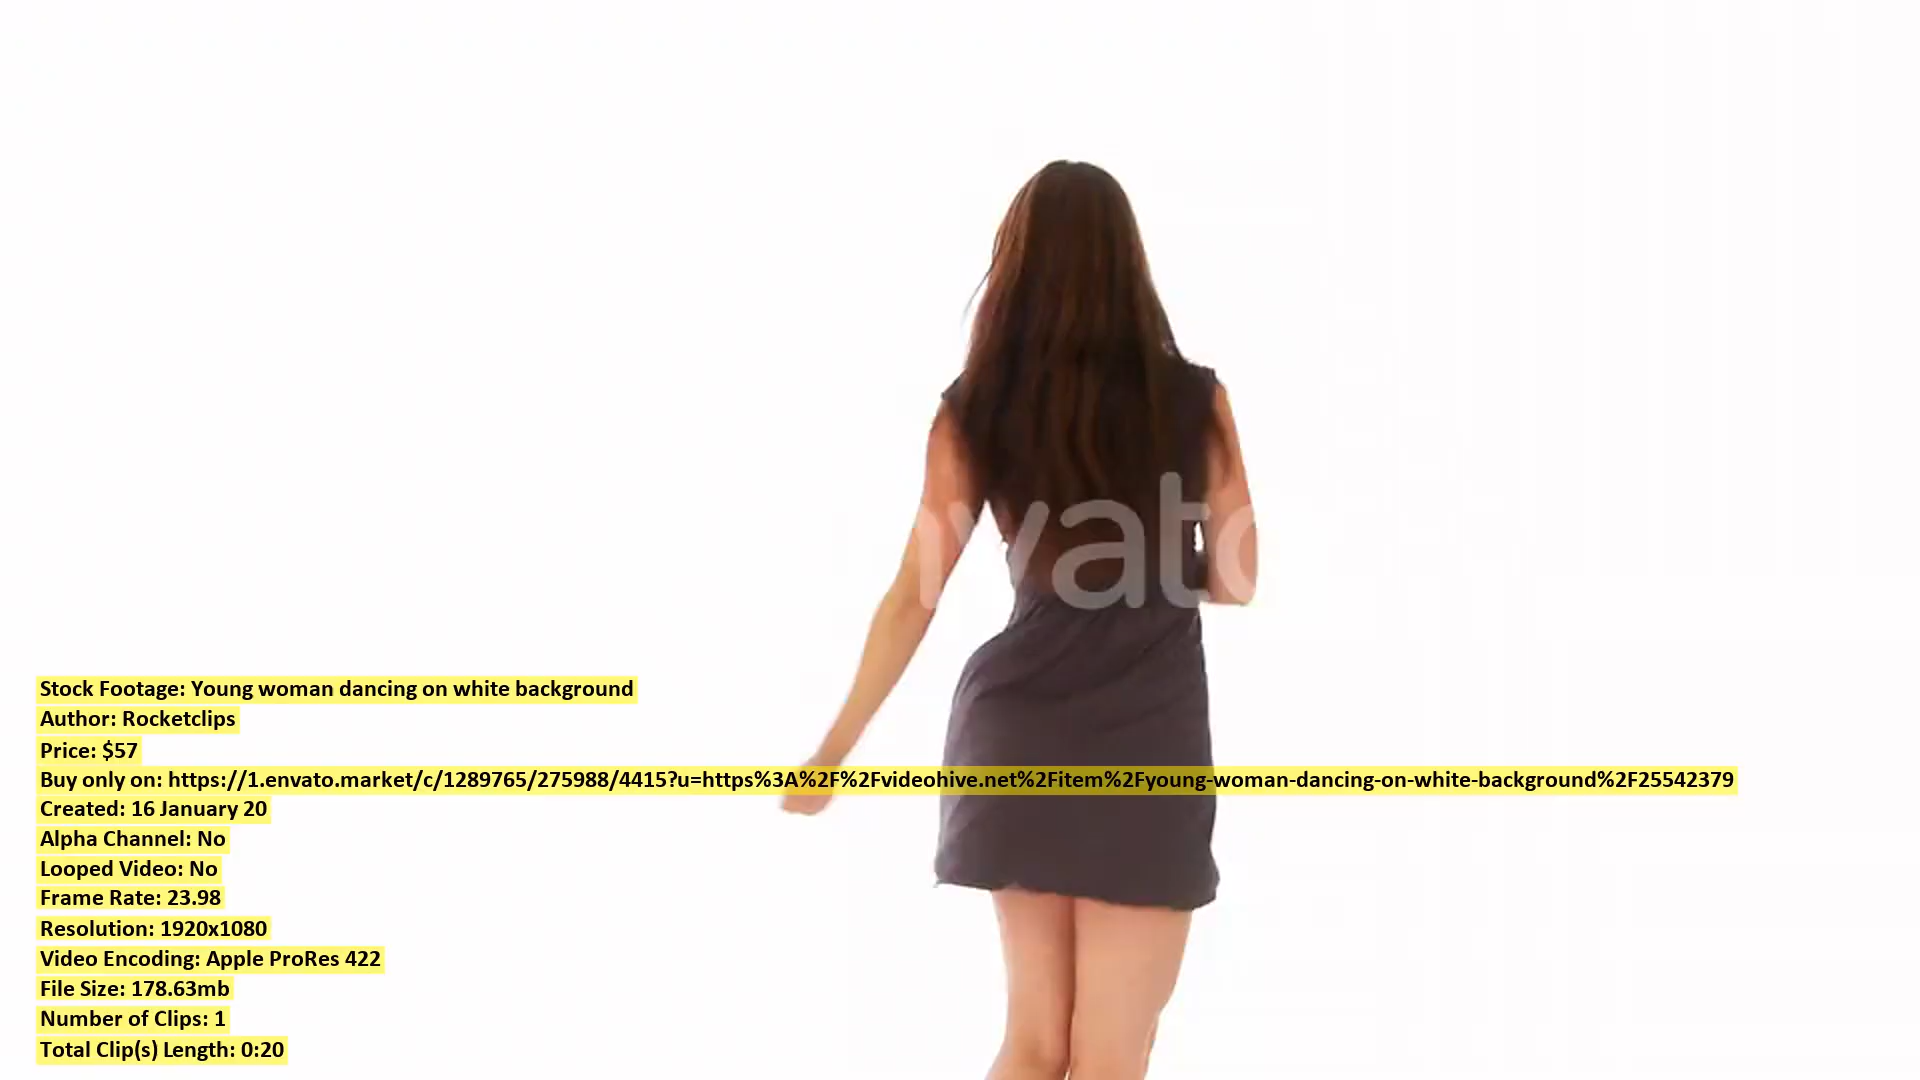 nvato
Stock Footage: Young woman dancing on white background
Author: Rocketclips
Price: $57
Buy only on: https://1.envato.market/c/1289765/275988/4415?u=https%3A%2F%2Fvideohive.net%2Fitem%2Fyoung-woman-dancing-on-white-background%2F25542379
Created: 16 January 20
Alpha Channel: No
Looped Video: No
Frame Rate: 23.98
Resolution: 1920x1080
Video Encoding: Apple ProRes 422
File Size: 178.63mb
Number of Clips: 1
Total Clip(s) Length: 0:20